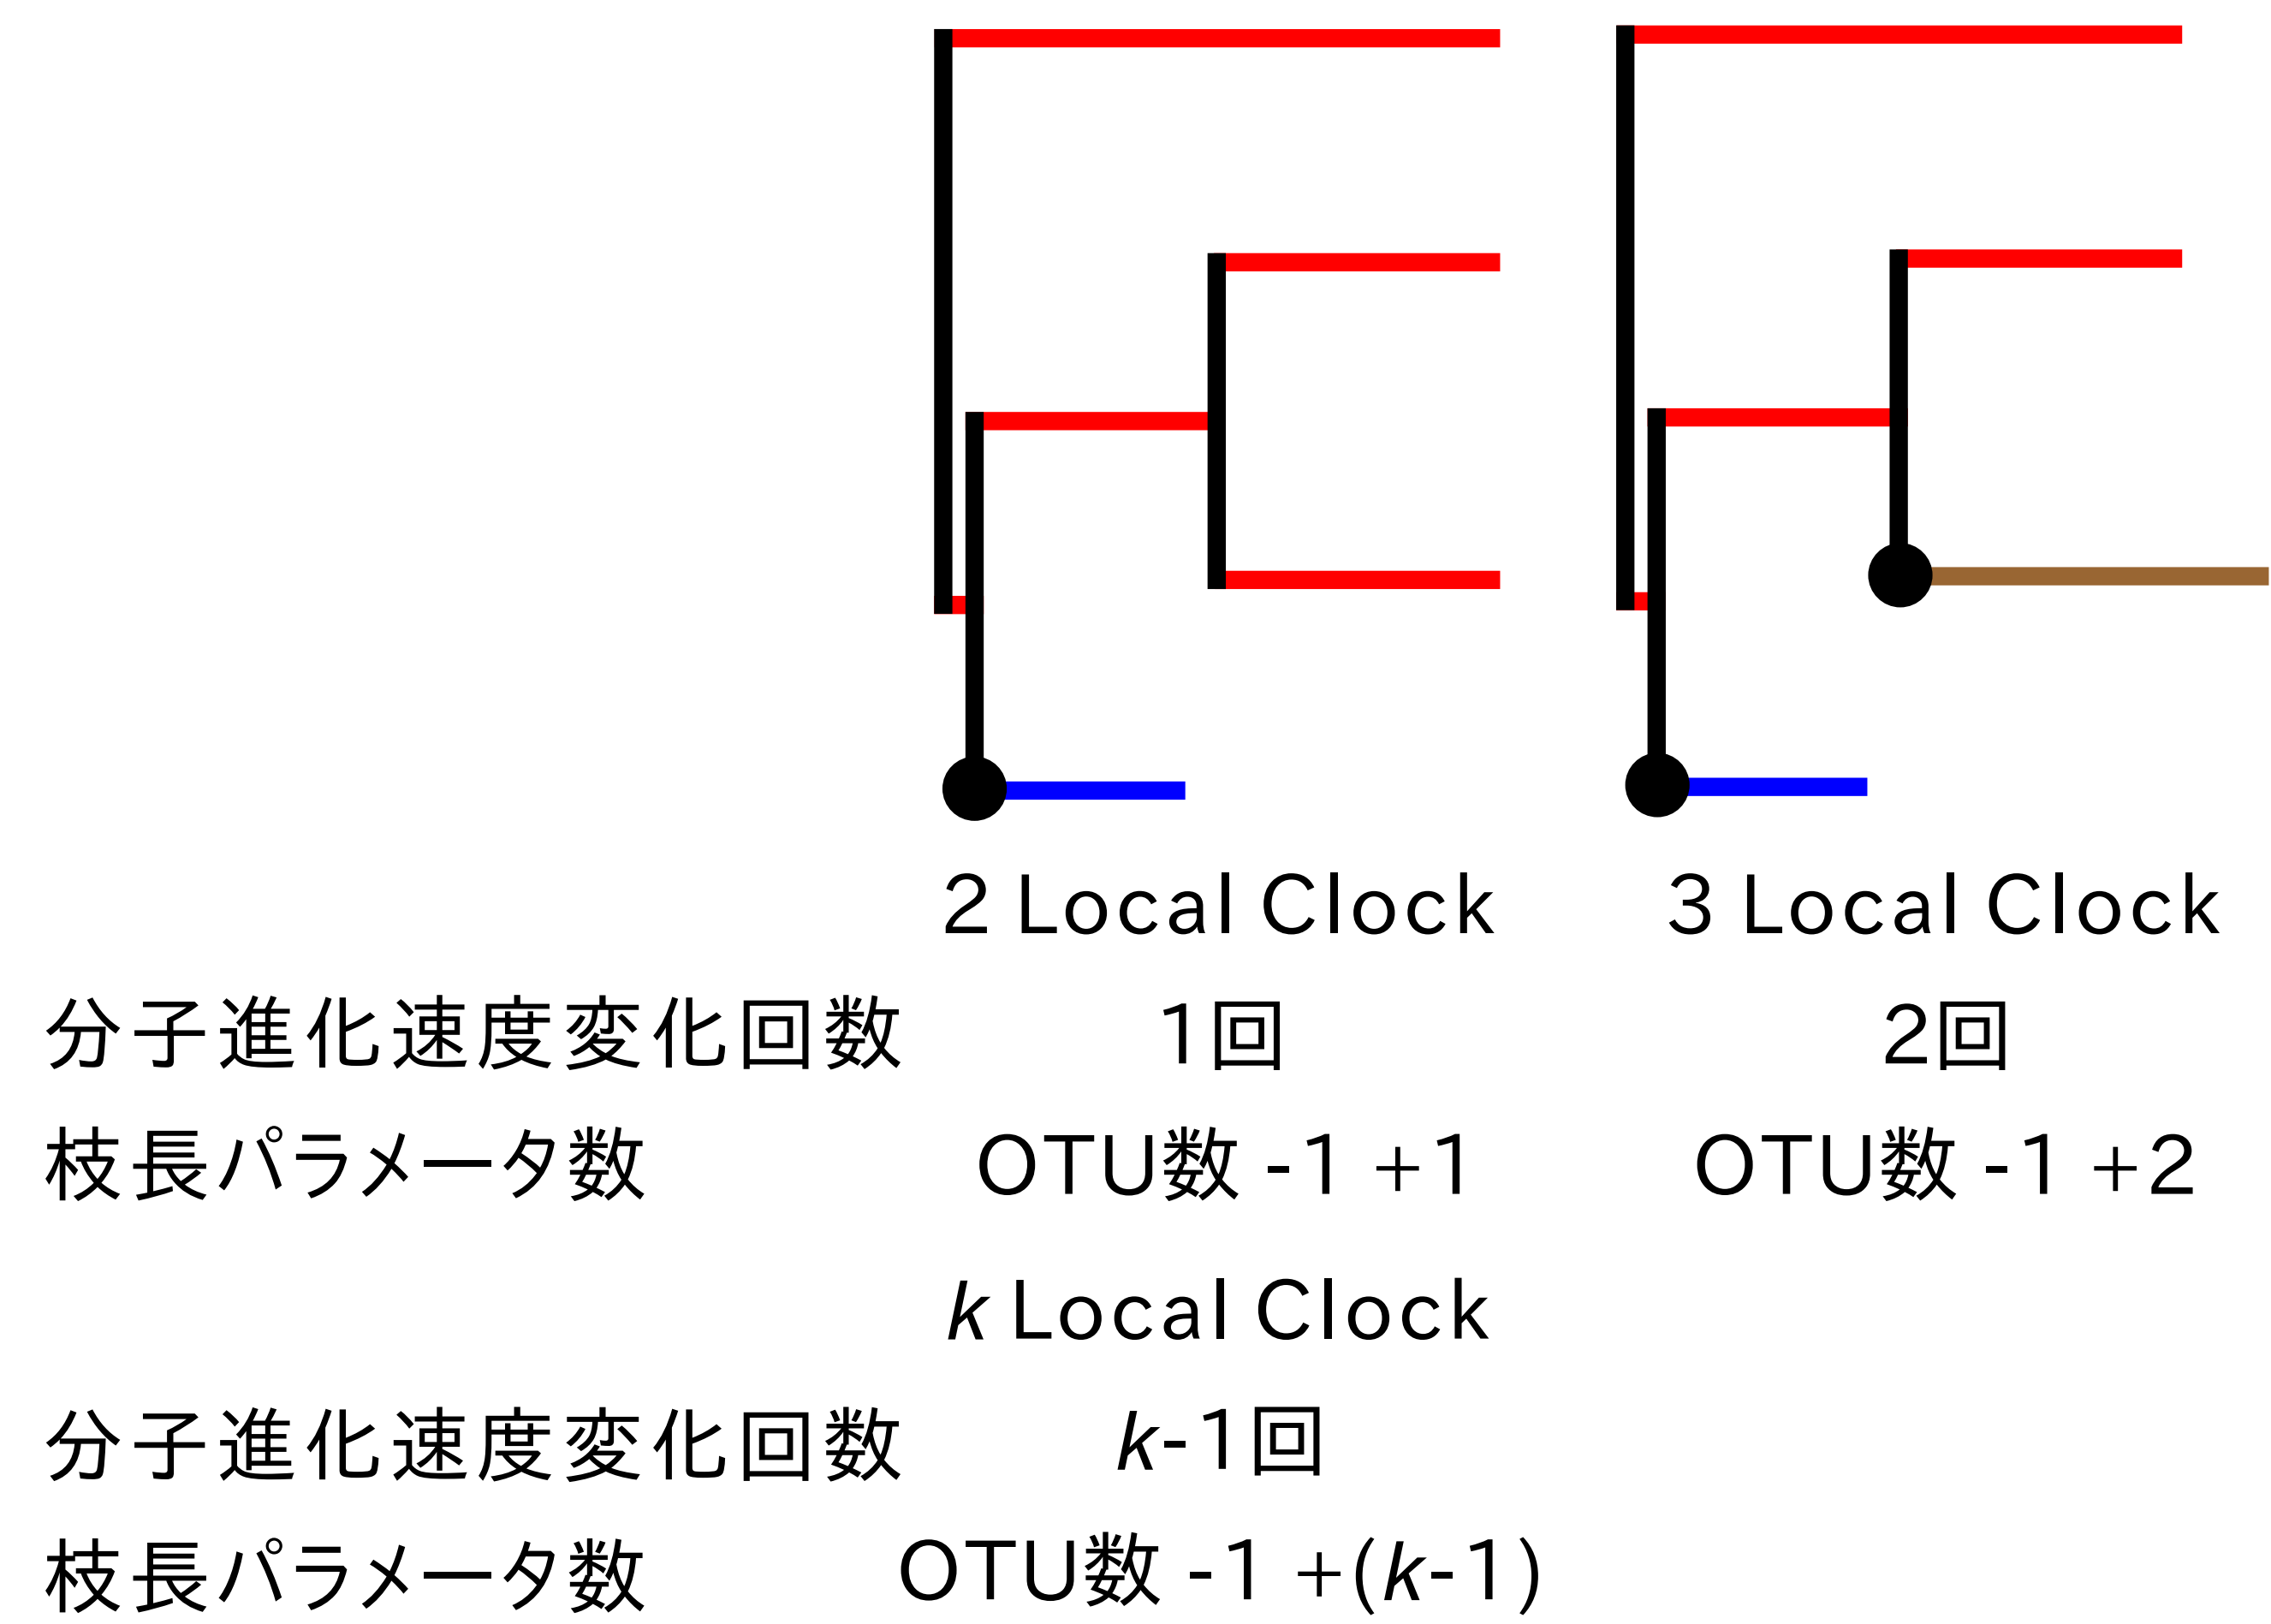 2 Local Clock 3 Local Clock
分子進化速度変化回数 1回 2回
枝長パラメータ数 OTU数 -1 +1 OTU数 -1 +2
k Local Clock
分子進化速度変化回数 k-1回
枝長パラメータ数 OTU数 -1 +(k-1)